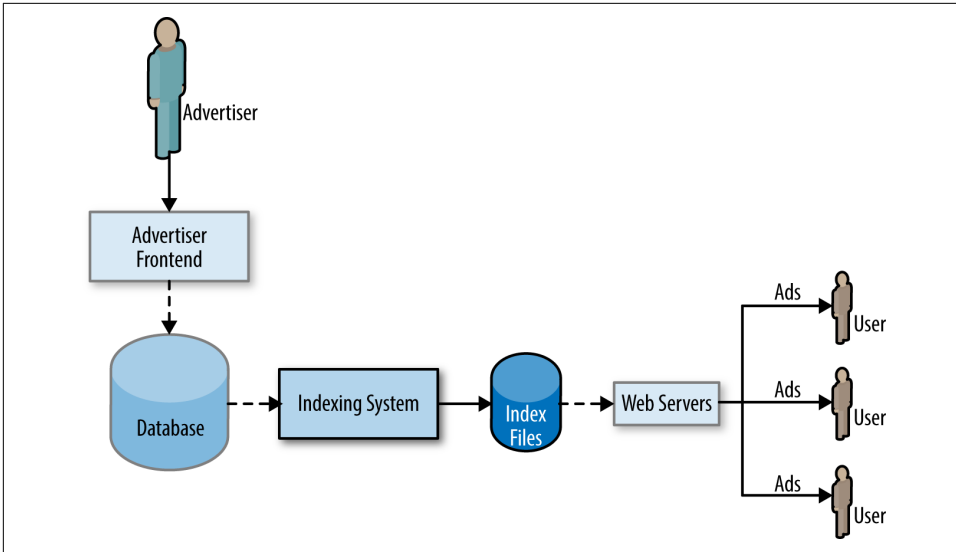 Advertiser
Advertiser
Frontend
Database
Indexing System
Index
Files
Web Servers
Ads
User
Ads
User
Ads
User